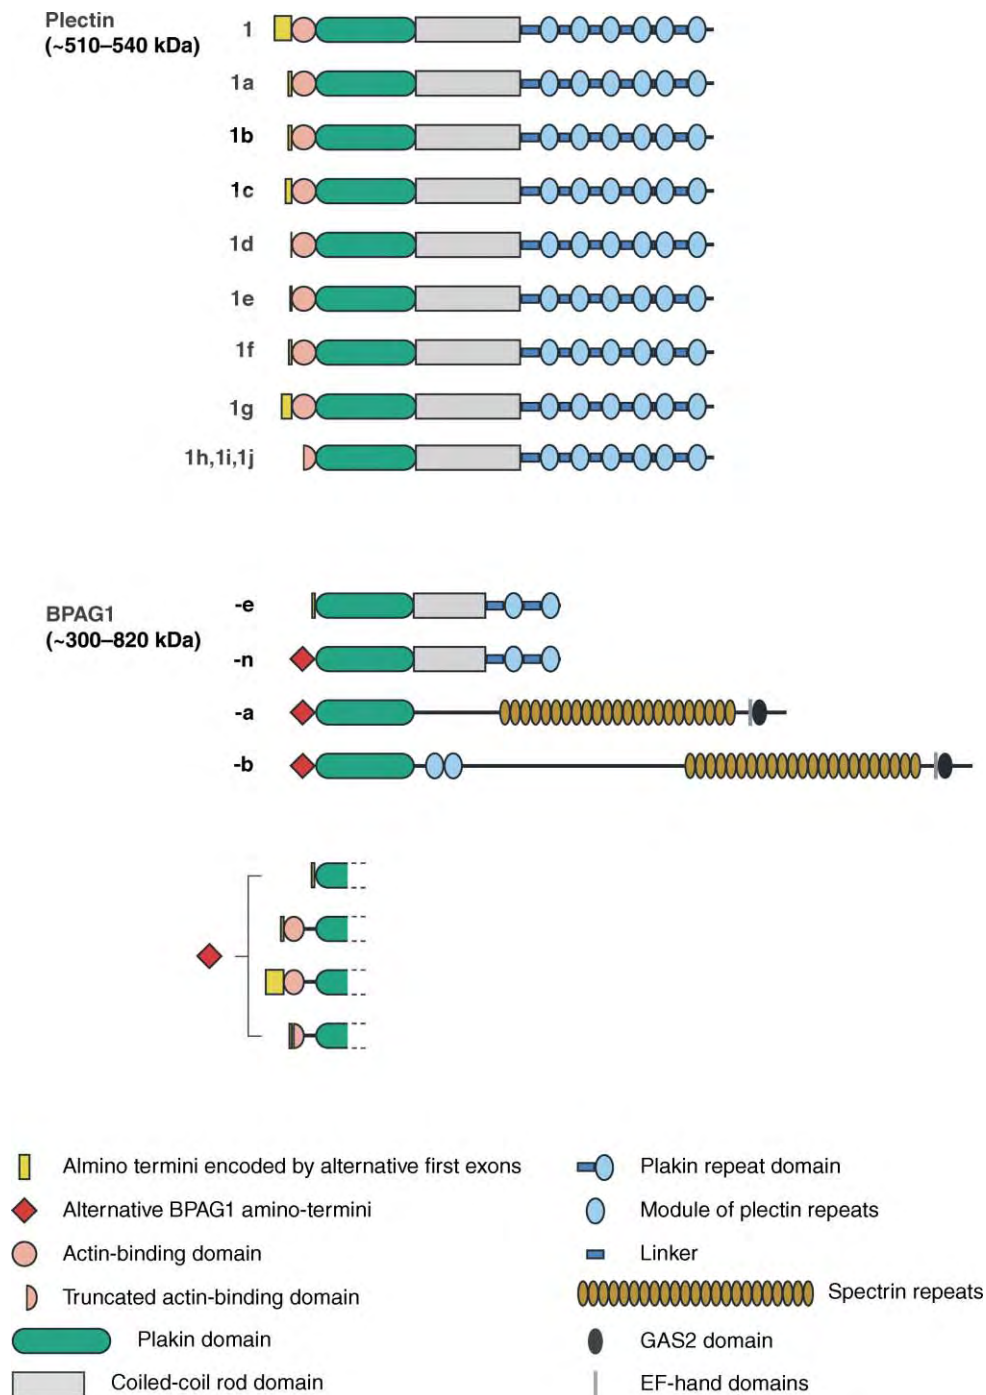 Plectin
(~510–540 kDa)
1
1a
1b
1c
1d
1e
1f
1g
1h,1i,1j
BPAG1
(~300–820 kDa)
-e
-n
-a
-b
Almino termini encoded by alternative first exons
Alternative BPAG1 amino-termini
Actin-binding domain
Truncated actin-binding domain
Plakin domain
Coiled-coil rod domain
Plakin repeat domain
Module of plectin repeats
Linker
Spectrin repeats
GAS2 domain
EF-hand domains